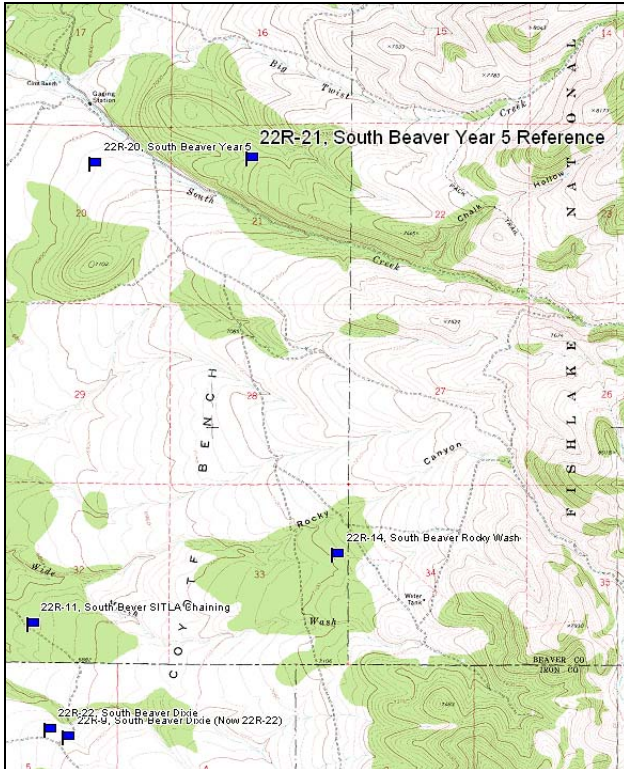 17
15
14
Big
Twist
Creek
Gaging
Station
22R-20, South Beaver Year 5
22R-21, South Beaver Year 5 Reference
NATIONAL
Hollow
Chalk
PACK
TRAIL
South
Creek
20
21
22
23
29
28
27
26
BENCH
COYOTE
FISHLAKE
Canyon
Rocky
Wash
22R-14, South Beaver Rocky Wash
Wide
32
33
34
35
Water
Tank
22R-11, South Bever SITLA Chaining
BEAVER CO
IRON CO
22R-22, South Beaver Dixie
22R-9, South Beaver Dixie (Now 22R-22)
5
4